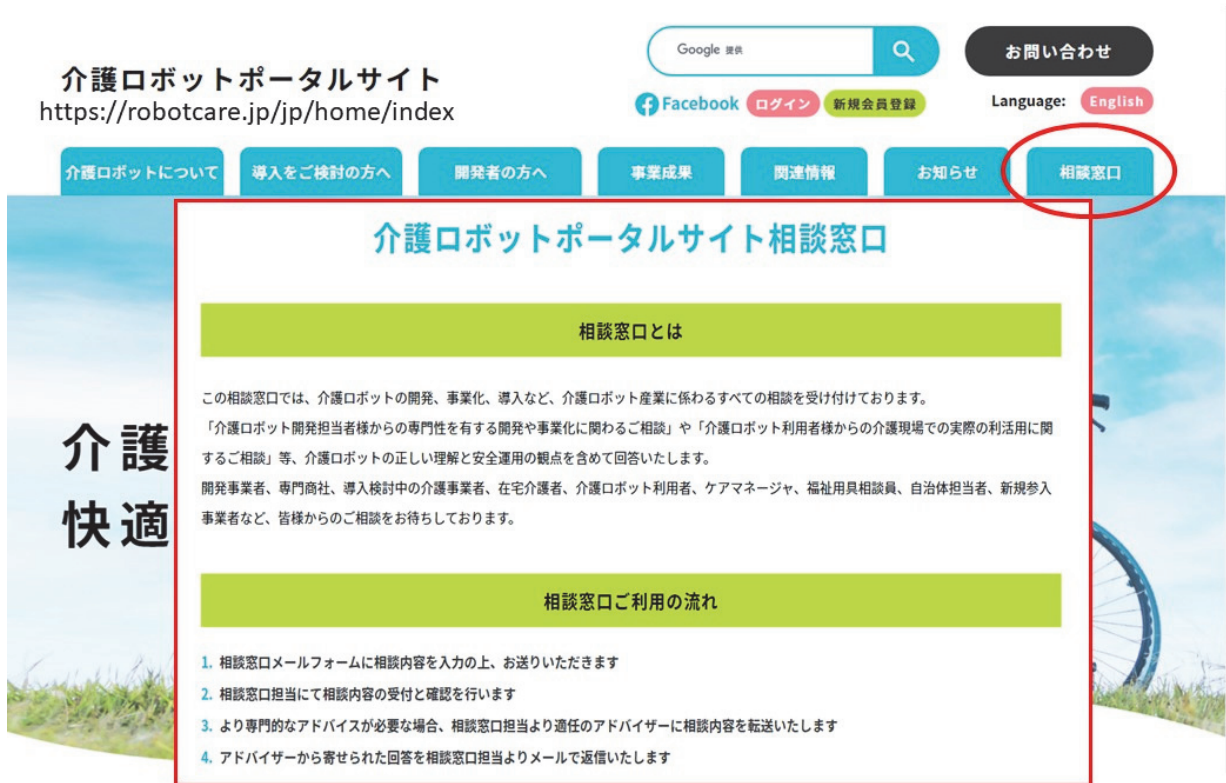 介護ロボットポータルサイト
https://robotcare.jp/jp/home/index
Google 提供
お問い合わせ
Facebook ログイン 新規会員登録
Language: English
介護ロボットについて 導入をご検討の方へ 開発者の方へ 事業成果 関連情報 お知らせ 相談窓口
介護ロボットポータルサイト相談窓口
相談窓口とは
この相談窓口では、介護ロボットの開発、事業化、導入など、介護ロボット産業に係わるすべての相談を受け付けております。
「介護ロボット開発担当者様からの専門性を有する開発や事業化に関わるご相談」や「介護ロボット利用者様からの介護現場での実際の利活用に関
するご相談」等、介護ロボットの正しい理解と安全運用の観点を含めて回答いたします。
開発事業者、専門商社、導入検討中の介護事業者、在宅介護者、介護ロボット利用者、ケアマネージャ、福祉用具相談員、自治体担当者、新規参入
事業者など、皆様からのご相談をお待ちしております。
介護
快適
相談窓口ご利用の流れ
1. 相談窓口メールフォームに相談内容を入力の上、お送りいただきます
2. 相談窓口担当にて相談内容の受付と確認を行います
3. より専門的なアドバイスが必要な場合、相談窓口担当より適任のアドバイザーに相談内容を転送いたします
4. アドバイザーから寄せられた回答を相談窓口担当よりメールで返信いたします